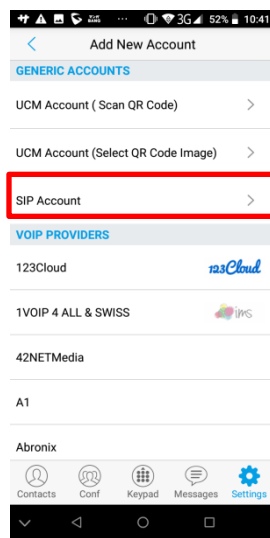 3G 52% 10:41
Add New Account
GENERIC ACCOUNTS
UCM Account ( Scan QR Code)
UCM Account (Select QR Code Image)
SIP Account
VOIP PROVIDERS
123Cloud 123Cloud
1VOIP 4 ALL & SWISS ims
42NETMedia
A1
Abronix
Contacts Conf Keypad Messages Settings